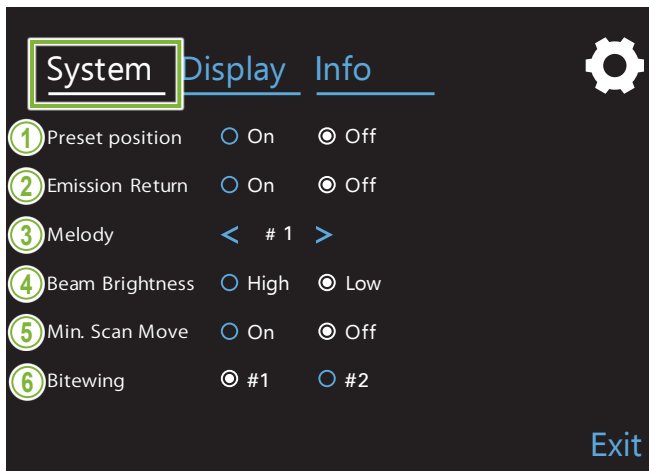 System Display Info
1 Preset position On Off
2 Emission Return On Off
3 Melody < # 1 >
4 Beam Brightness High Low
5 Min. Scan Move On Off
6 Bitewing #1 #2
Exit